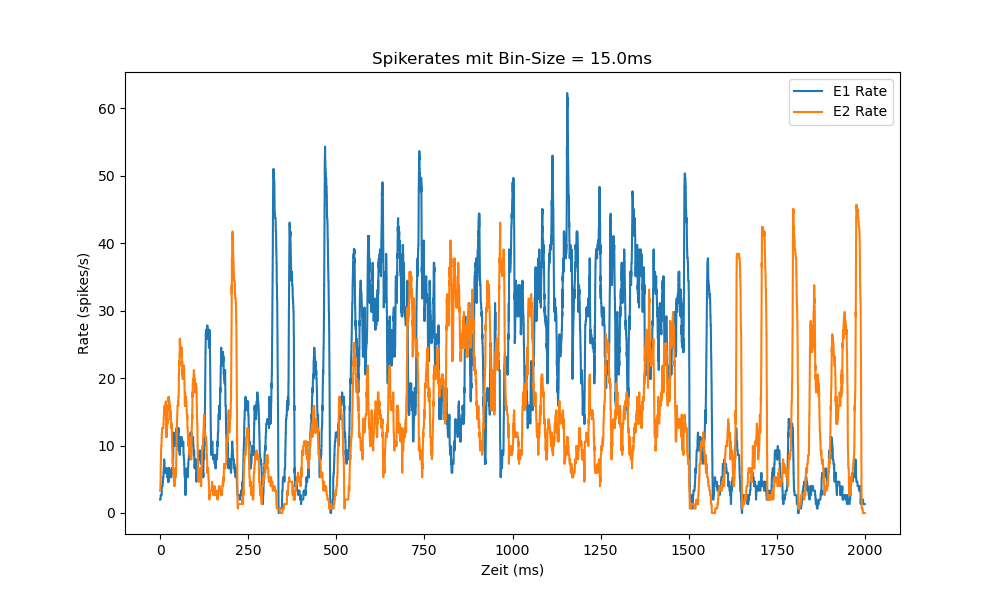 Spikerates mit Bin-Size = 15.0ms
E1 Rate
E2 Rate
60
50
40
30
20
10
0
Rate (spikes/s)
0 250 500 750 1000 1250 1500 1750 2000
Zeit (ms)